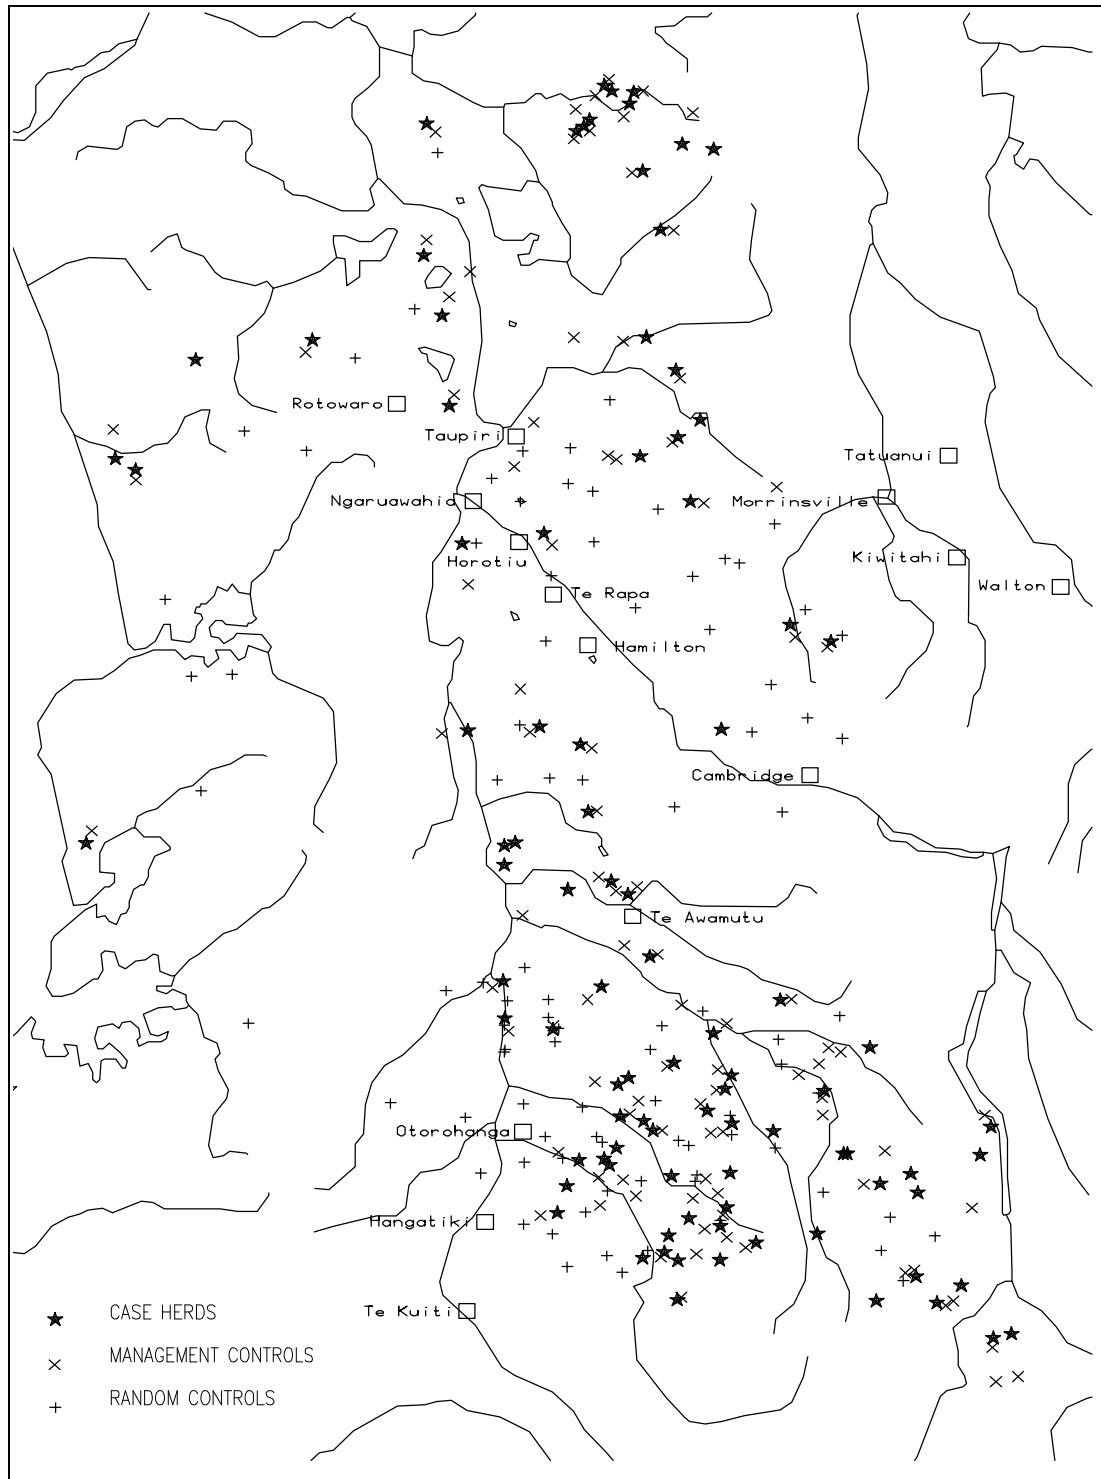 Rotowaro
Taupiri
Tatuanui
Ngaruawahia
Morrinsville
Horotiu
Kiwitahi
Te Rapa
Walton
Hamilton
Cambridge
Te Awamutu
Otorohanga
Hangatiki
Te Kuiti
CASE HERDS
MANAGEMENT CONTROLS
RANDOM CONTROLS